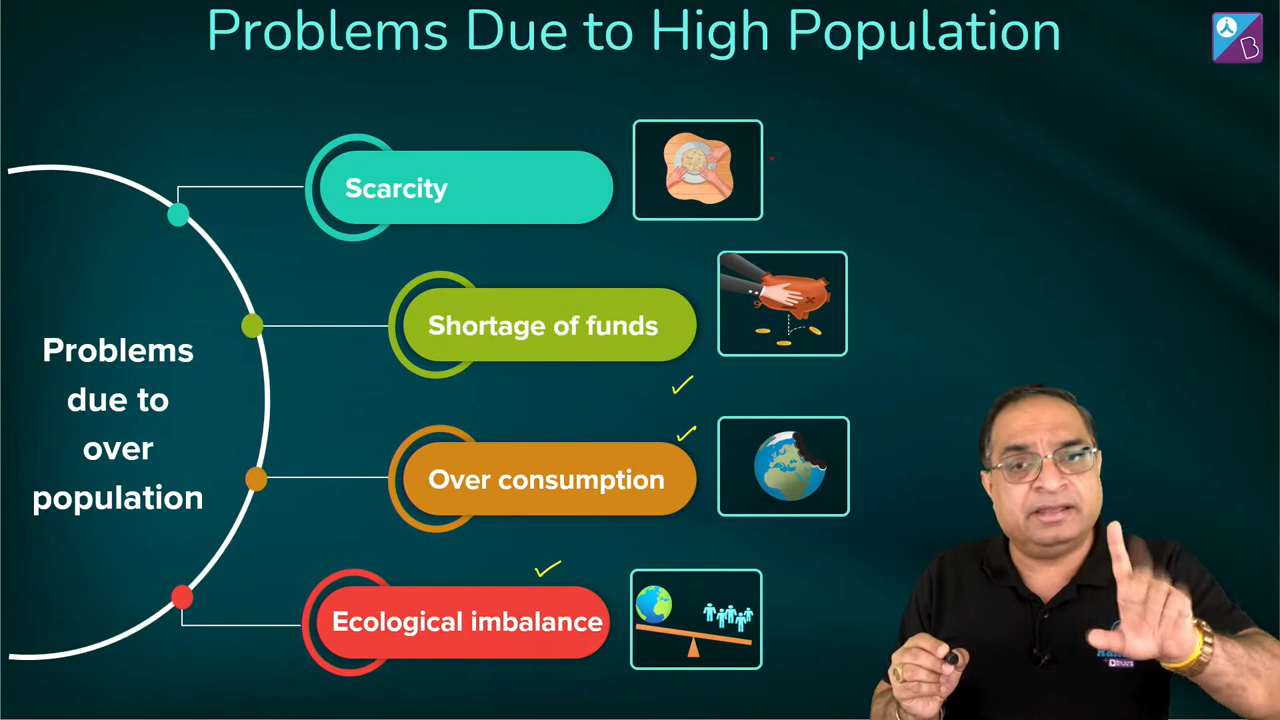 Problems Due to High Population
Scarcity
Shortage of funds
Problems
due to
over
population
Over consumption
Ecological imbalance